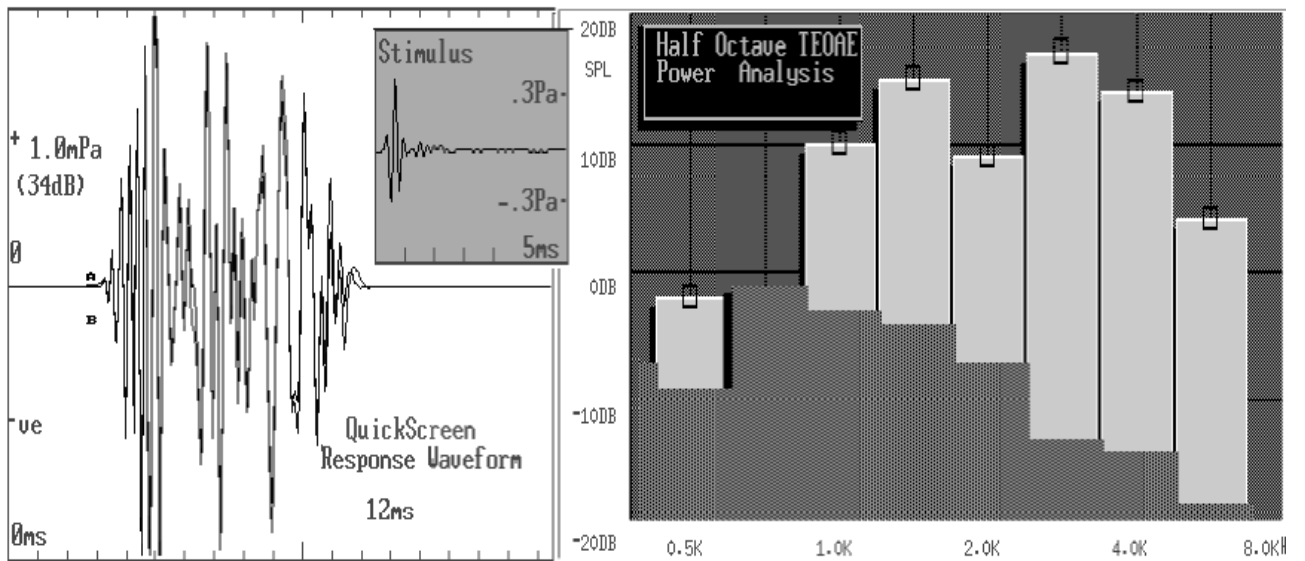 + 1.0mPa
(34dB)
0
A
B
-ve
0ms
Stimulus
.3Pa
-.3Pa
5ms
QuickScreen
Response Waveform
12ms
20DB
SPL
10DB
0DB
-10DB
-20DB
Half Octave TEOAE
Power Analysis
0.5K 1.0K 2.0K 4.0K 8.0KH